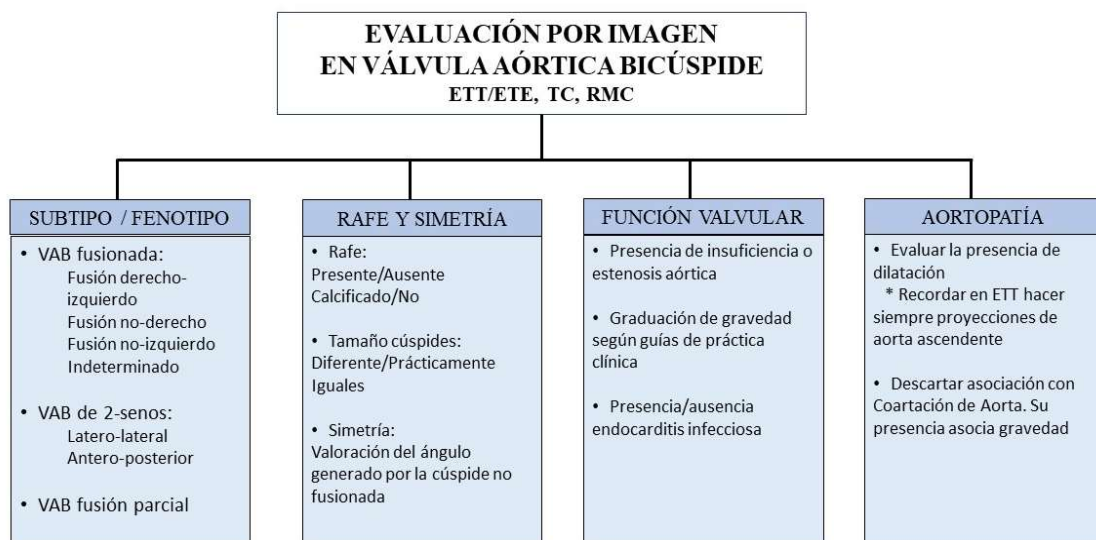 EVALUACIÓN POR IMAGEN
EN VÁLVULA AÓRTICA BICÚSPIDE
ETT/ETE, TC, RMC
SUBTIPO / FENOTIPO
• VAB fusionada:
Fusión derecho-
izquierdo
Fusión no-derecho
Fusión no-izquierdo
Indeterminado
• VAB de 2-senos:
Latero-lateral
Antero-posterior
• VAB fusión parcial
RAFE Y SIMETRÍA
• Rafe:
Presente/Ausente
Calcificado/No
• Tamaño cúspides:
Diferente/Prácticamente
Iguales
• Simetría:
Valoración del ángulo
generado por la cúspide no
fusionada
FUNCIÓN VALVULAR
• Presencia de insuficiencia o
estenosis aórtica
• Graduación de gravedad
según guías de práctica
clínica
• Presencia/ausencia
endocarditis infecciosa
AORTOPATÍA
• Evaluar la presencia de
dilatación
* Recordar en ETT hacer
siempre proyecciones de
aorta ascendente
• Descartar asociación con
Coartación de Aorta. Su
presencia asocia gravedad